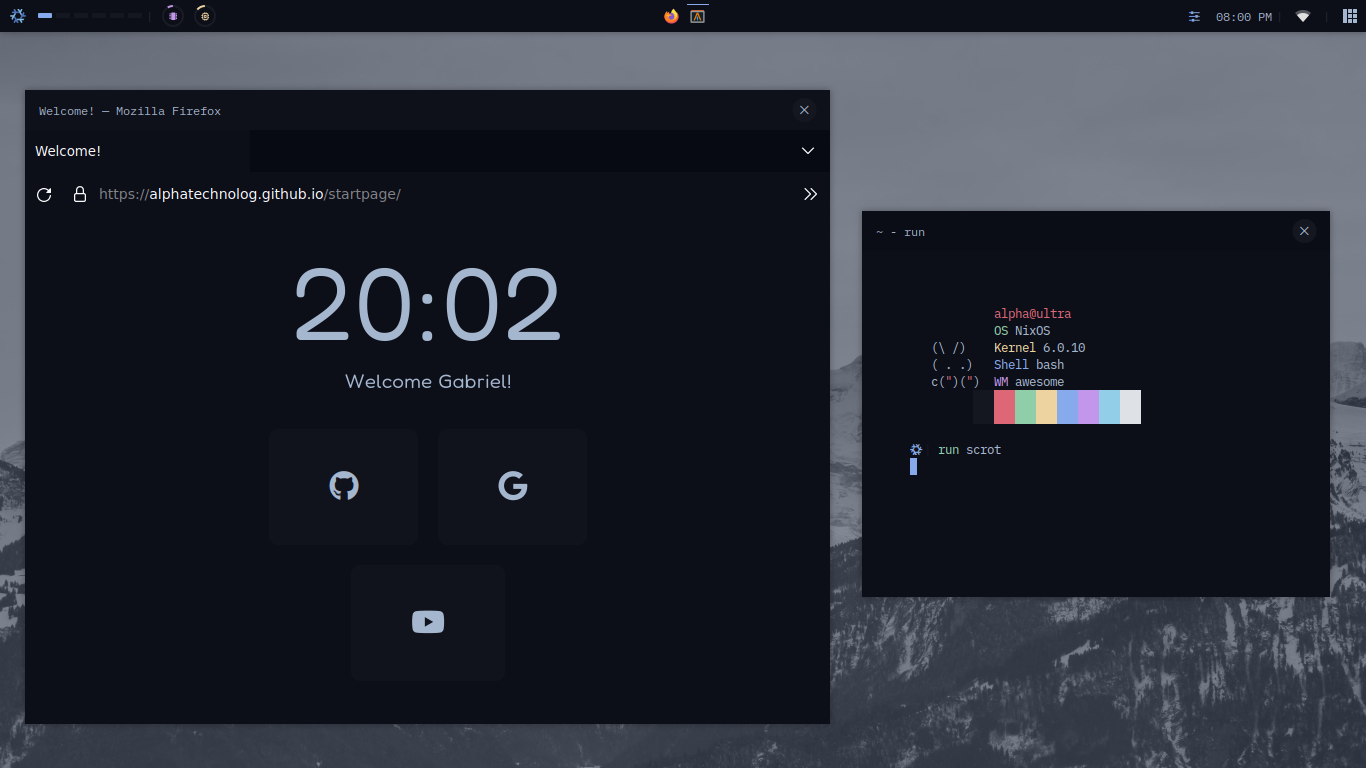 08:00 PM
Welcome! — Mozilla Firefox
Welcome!
https://alphatechnolog.github.io/startpage/
20:02
Welcome Gabriel!
~ - run
alpha@ultra
OS NixOS
(\ /) Kernel 6.0.10
( . .) Shell bash
c(")(") WM awesome
run scrot